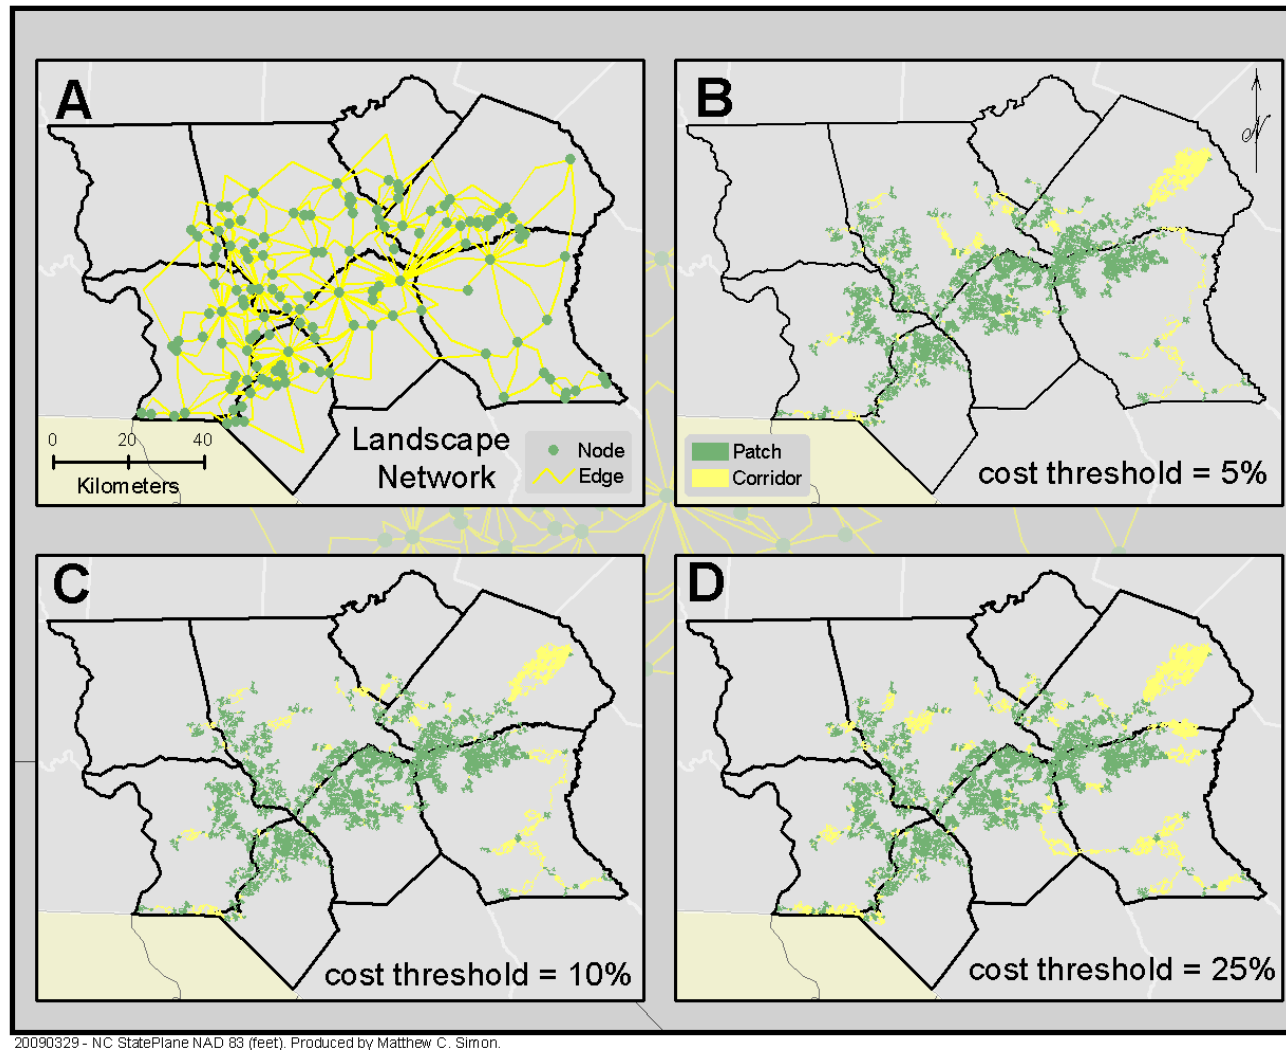 A
0 20 40
Kilometers
Landscape
Network
Node
Edge
B
N
Patch
Corridor
cost threshold = 5%
C
cost threshold = 10%
D
cost threshold = 25%
20090329 - NC StatePlane NAD 83 (feet). Produced by Matthew C. Simon.